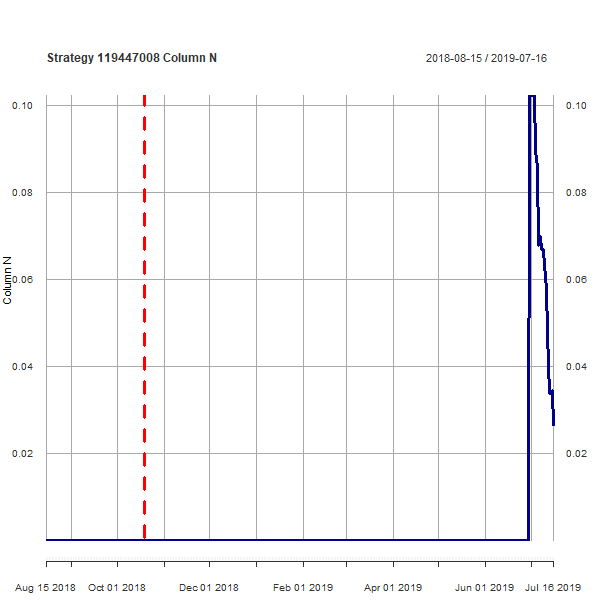 Strategy 119447008 Column N
2018-08-15 / 2019-07-16
0.10
0.10
0.08
0.08
0.06
0.06
Column N
0.04
0.04
0.02
0.02
Aug 15 2018
Oct 01 2018
Dec 01 2018
Feb 01 2019
Apr 01 2019
Jun 01 2019
Jul 16 2019